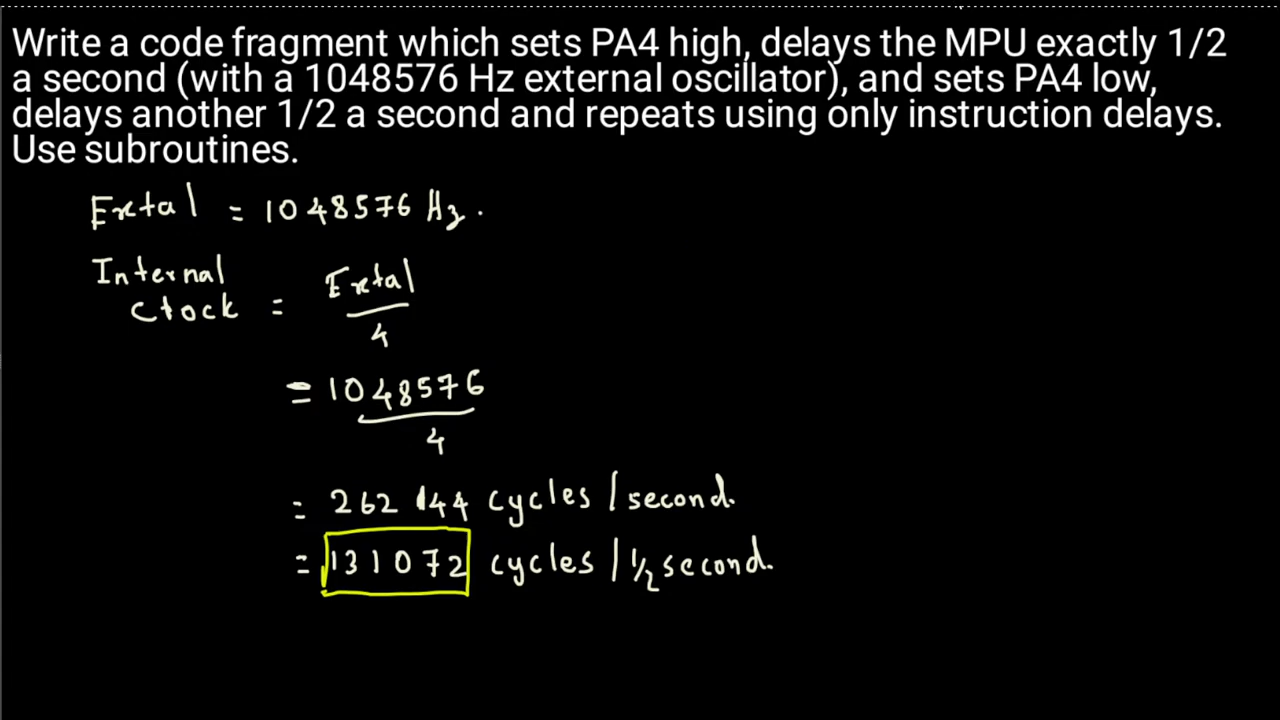 Write a code fragment which sets PA4 high, delays the MPU exactly 1/2
a second (with a 1048576 Hz external oscillator), and sets PA4 low,
delays another 1/2 a second and repeats using only instruction delays.
Use subroutines.
Extal = 1048576 Hz.
Internal
Clock = Extal / 4
= 1048576 / 4
= 262 144 cycles / second.
= 131072 cycles / 1/2 second.